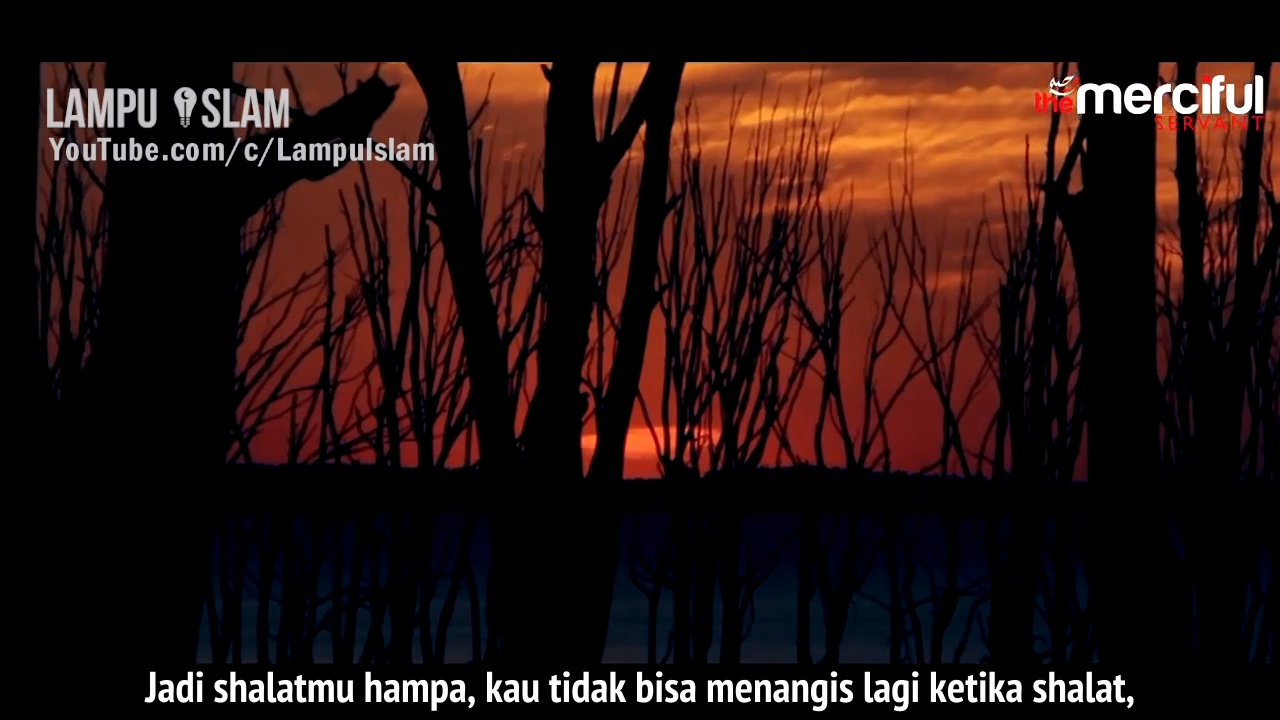 LAMPU ISLAM
YouTube.com/c/LampuIslam
the merciful
SERVANT
Jadi shalatmu hampa, kau tidak bisa menangis lagi ketika shalat,